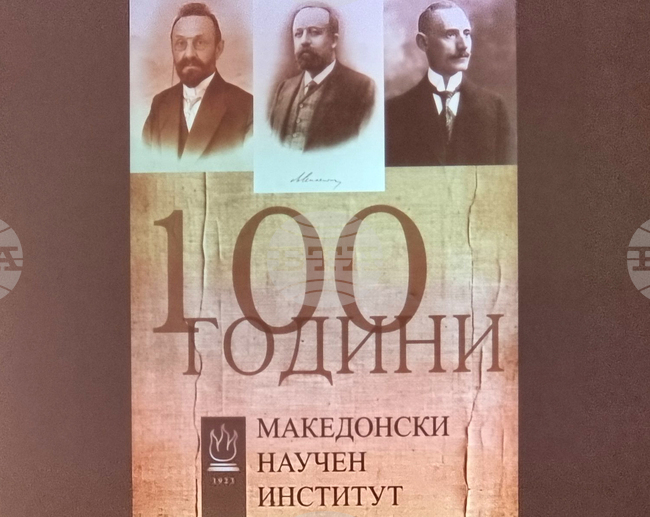 100
ГОДИНИ
МАКЕДОНСКИ
НАУЧЕН
ИНСТИТУТ
1923